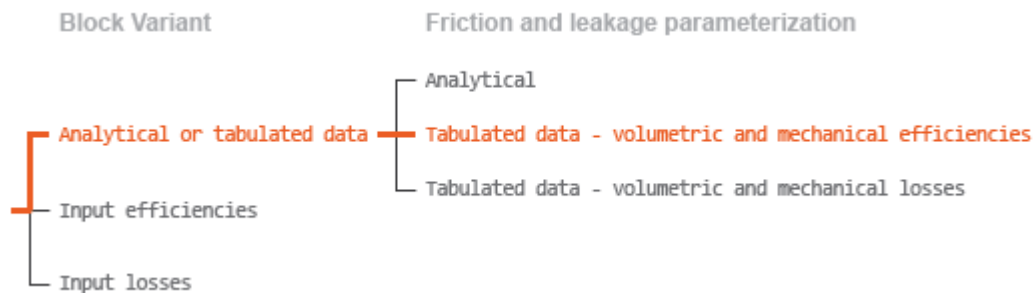 Block Variant
Friction and leakage parameterization
Analytical
Analytical or tabulated data
Tabulated data - volumetric and mechanical efficiencies
Tabulated data - volumetric and mechanical losses
Input efficiencies
Input losses